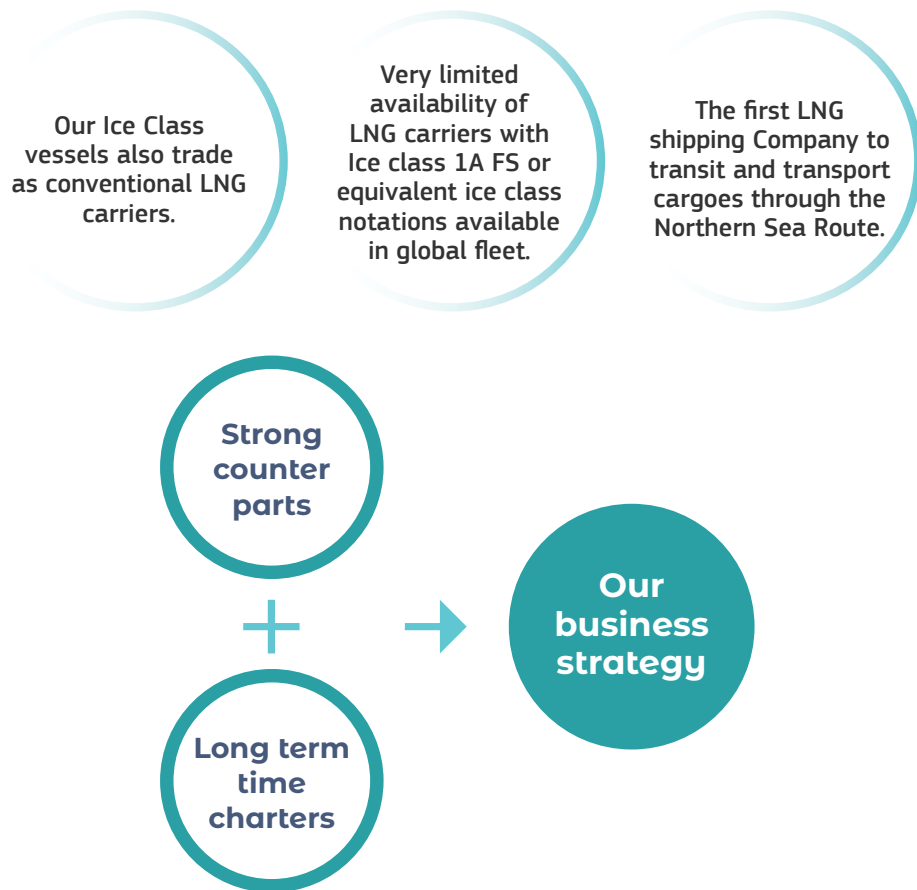 Our Ice Class
vessels also trade
as conventional LNG
carriers.
Very limited
availability of
LNG carriers with
Ice class 1A FS or
equivalent ice class
notations available
in global fleet.
The first LNG
shipping Company to
transit and transport
cargoes through the
Northern Sea Route.
Strong
counter
parts
+
Long term
time
charters
Our
business
strategy